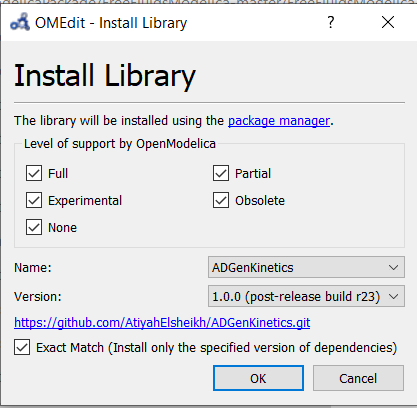 OMEdit - Install Library
Install Library
The library will be installed using the package manager.
Level of support by OpenModelica
Full Partial
Experimental Obsolete
None
Name: ADGenKinetics
Version: 1.0.0 (post-release build r23)
https://github.com/AtiyahElsheikh/ADGenKinetics.git
Exact Match (Install only the specified version of dependencies)
OK Cancel